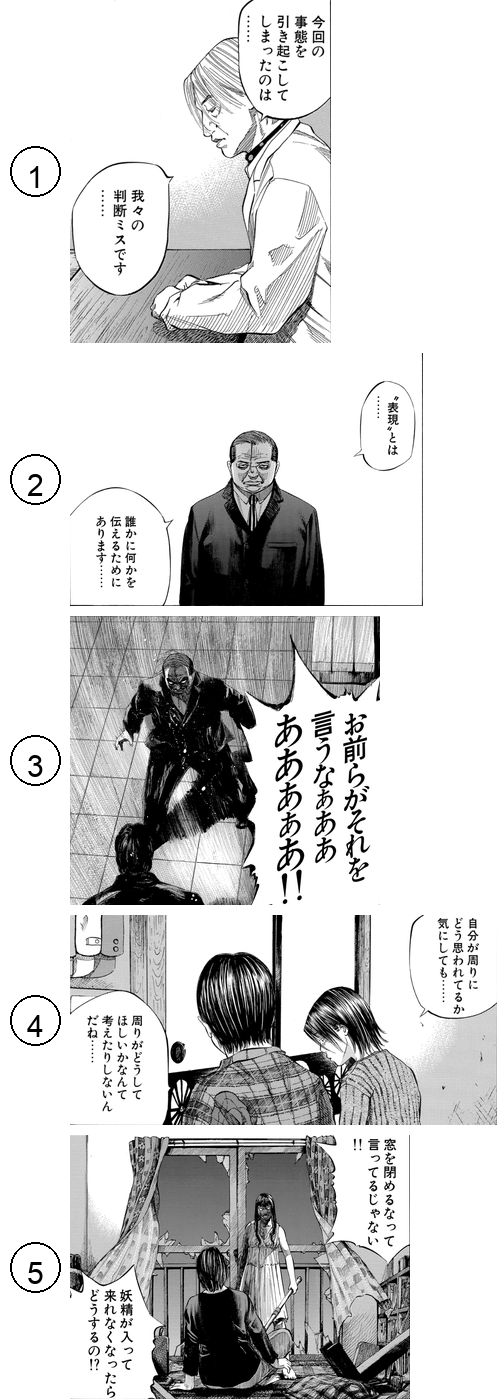 1
今回の
事態を
引き起こして
しまったのは
……
我々の
判断ミスです
……
2
〝表現〟とは
……
誰かに何かを
伝えるために
あります……
3
お前らがそれを
言うなぁああ
あああぁあ!!
4
自分が周りに
どう思われてるか
気にしても……
周りがどうして
ほしいかなんて
考えたりしないん
だね……
5
窓を閉めるなって
言ってるじゃない
!!
妖精が入って
来れなくなったら
どうするの!?